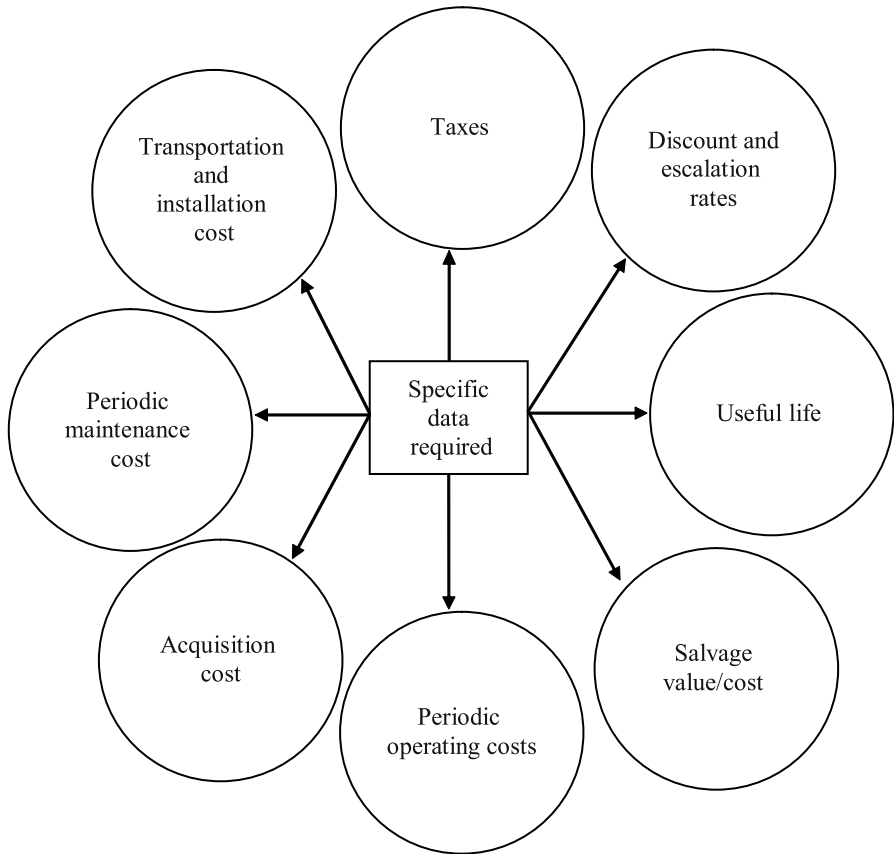 Taxes
Discount and
escalation
rates
Transportation
and
installation
cost
Specific
data
required
Useful life
Periodic
maintenance
cost
Acquisition
cost
Salvage
value/cost
Periodic
operating costs